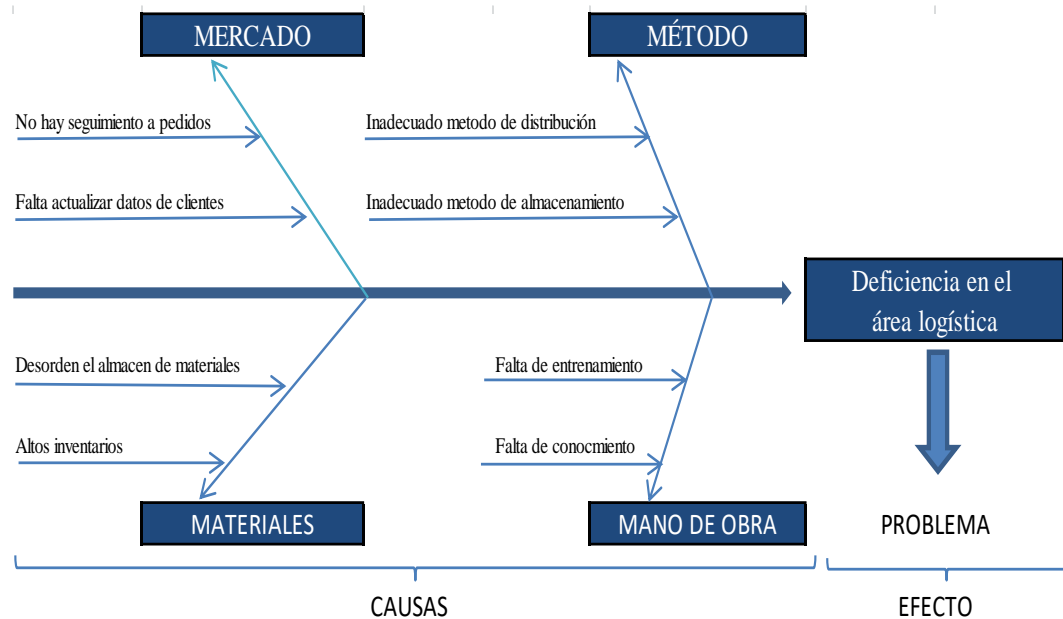 MERCADO
MÉTODO
No hay seguimiento a pedidos
Inadecuado metodo de distribución
Falta actualizar datos de clientes
Inadecuado metodo de almacenamiento
Deficiencia en el
área logística
Desorden el almacen de materiales
Falta de entrenamiento
Altos inventarios
Falta de conocmiento
MATERIALES
MANO DE OBRA
PROBLEMA
CAUSAS
EFECTO